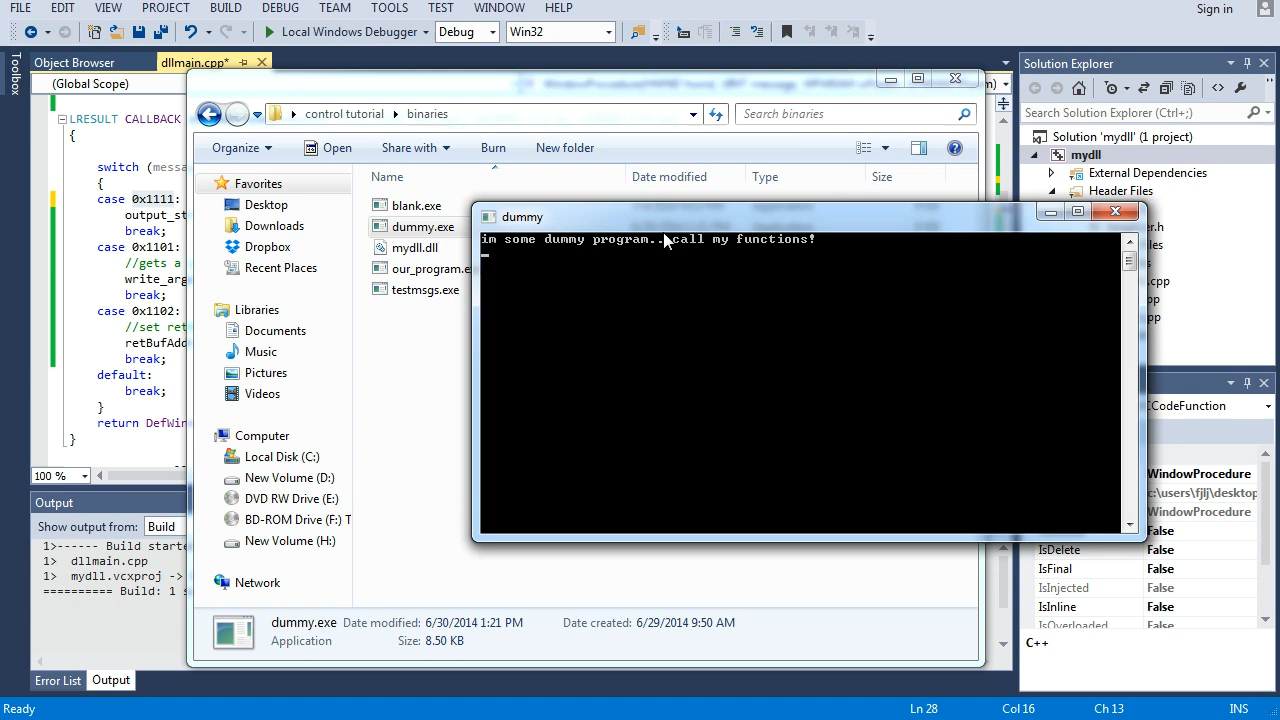 FILE EDIT VIEW PROJECT BUILD DEBUG TEAM TOOLS TEST WINDOW HELP Sign in
Local Windows Debugger Debug Win32
Toolbox
Object Browser dllmain.cpp*
(Global Scope)
LRESULT CALLBACK
{
switch
{
case 0x1111:
break;
case 0x1101:
//gets a
break;
case 0x1102:
//set
break;
default:
break;
}
return
}
100 %
Output
Show output from: Build
1>------ Build
1> dllmain.cpp
1> mydll.vcxproj ->
========== Build: 1
Error List Output
Ready Ln 28 Col 16 Ch 13 INS
control tutorial binaries
Search binaries
Organize Open Share with Burn New folder
Favorites
Desktop
Downloads
Dropbox
Recent Places
Libraries
Documents
Music
Pictures
Videos
Computer
Local Disk (C:)
New Volume (D:)
DVD RW Drive (E:)
BD-ROM Drive (F:) T
New Volume (H:)
Network
Name Date modified Type Size
blank.exe
dummy.exe
mydll.dll
testmsgs.exe
dummy.exe Date modified: 6/30/2014 1:21 PM Date created: 6/29/2014 9:50 AM
Application Size: 8.50 KB
dummy
im some dummy program.. call my functions!
Solution Explorer
Search Solution Explorer (Ctrl+;)
Solution 'mydll' (1 project)
mydll
External Dependencies
Header Files
CCodeFunction
WindowProcedure
c:\users\fjlj\desktop
WindowProcedure
False
IsDelete False
IsFinal False
IsInjected False
IsInline False
IsOverloaded False
C++